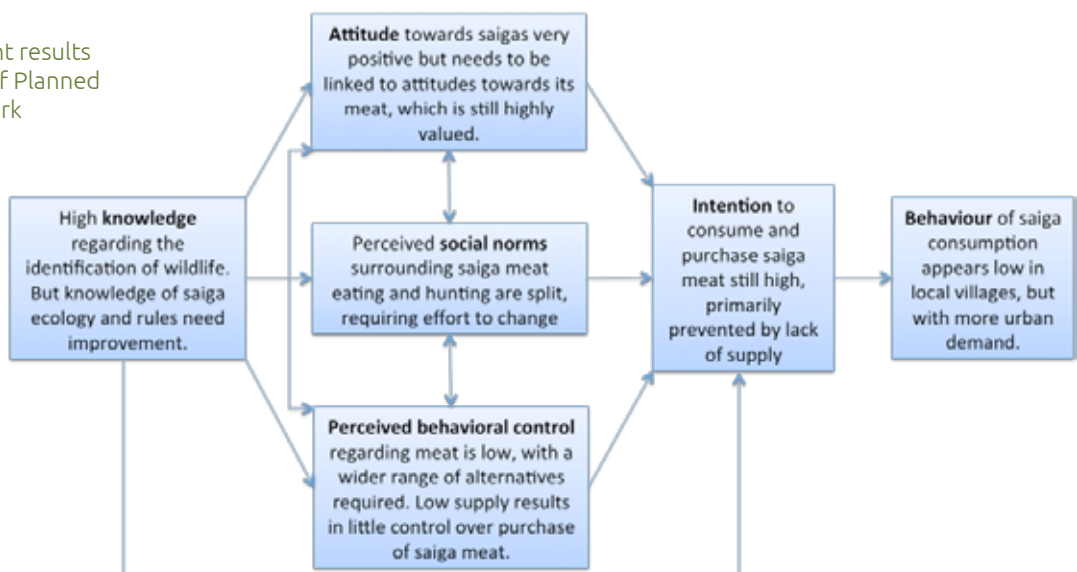 nt results
f Planned
rk
Attitude towards saigas very
positive but needs to be
linked to attitudes towards its
meat, which is still highly
valued.
High knowledge
regarding the
identification of wildlife.
But knowledge of saiga
ecology and rules need
improvement.
Perceived social norms
surrounding saiga meat
eating and hunting are split,
requiring effort to change
Perceived behavioral control
regarding meat is low, with a
wider range of alternatives
required. Low supply results
in little control over purchase
of saiga meat.
Intention to
consume and
purchase saiga
meat still high,
primarily
prevented by lack
of supply
Behaviour of saiga
consumption
appears low in
local villages, but
with more urban
demand.